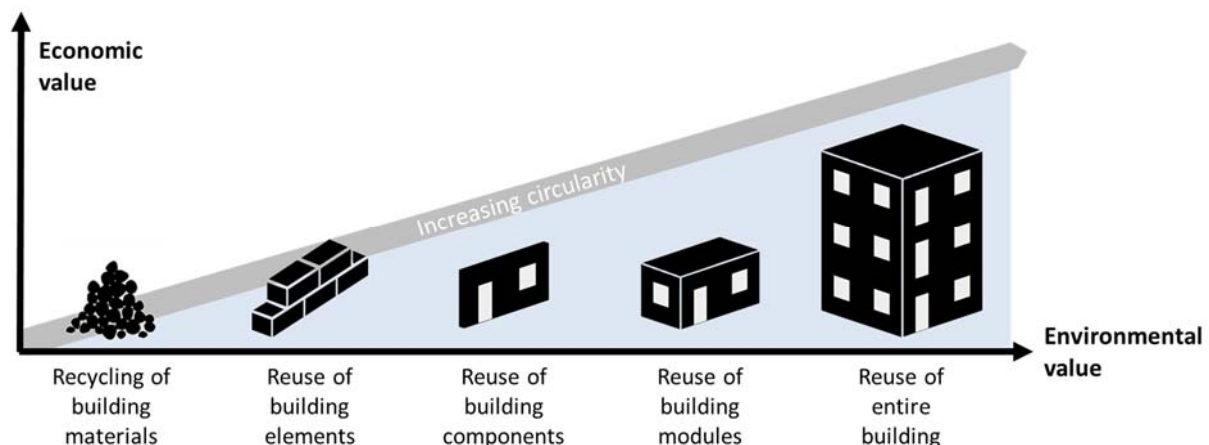 Economic
value
Increasing circularity
Environmental
value
Recycling of
building
materials
Reuse of
building
elements
Reuse of
building
components
Reuse of
building
modules
Reuse of
entire
building